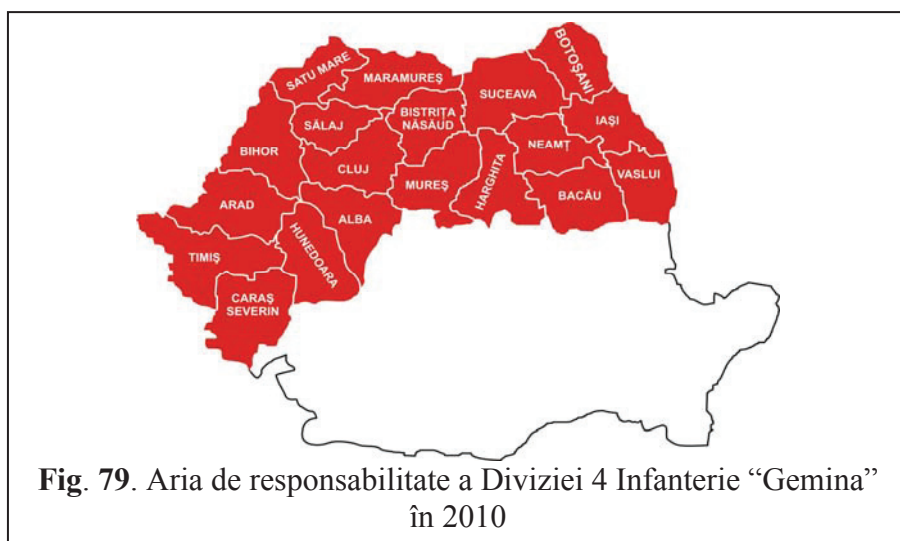 SATU MARE
MARAMUREŞ
BOTOŞANI
SUCEAVA
BISTRIŢA
NĂSĂUD
SĂLAJ
IAŞI
NEAMŢ
BIHOR
CLUJ
MUREŞ
HARGHITA
VASLUI
BACĂU
ARAD
ALBA
HUNEDOARA
TIMIŞ
CARAŞ
SEVERIN
Fig. 79. Aria de responsabilitate a Diviziei 4 Infanterie “Gemina”
în 2010